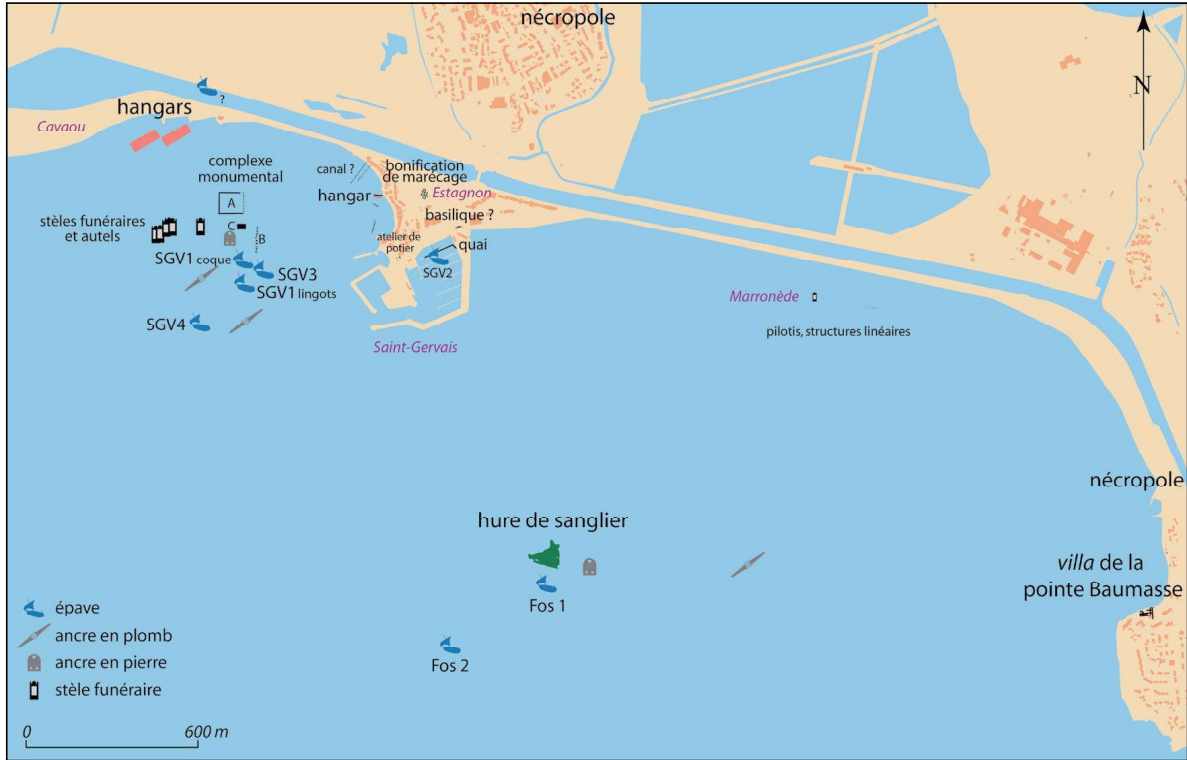 nécropole
N
?
hangars
Cavaou
complexe
monumental
canal ?
bonification
de marécage
hangar
Estagnon
A
stèles funéraires
et autels
basilique ?
C
B
atelier de
potier
quai
SGV1 coque
SGV2
SGV3
SGV1 lingots
SGV4
Marronède
pilotis, structures linéaires
Saint-Gervais
nécropole
hure de sanglier
villa de la
pointe Baumasse
Fos 1
Fos 2
épave
ancre en plomb
ancre en pierre
stèle funéraire
0 600 m